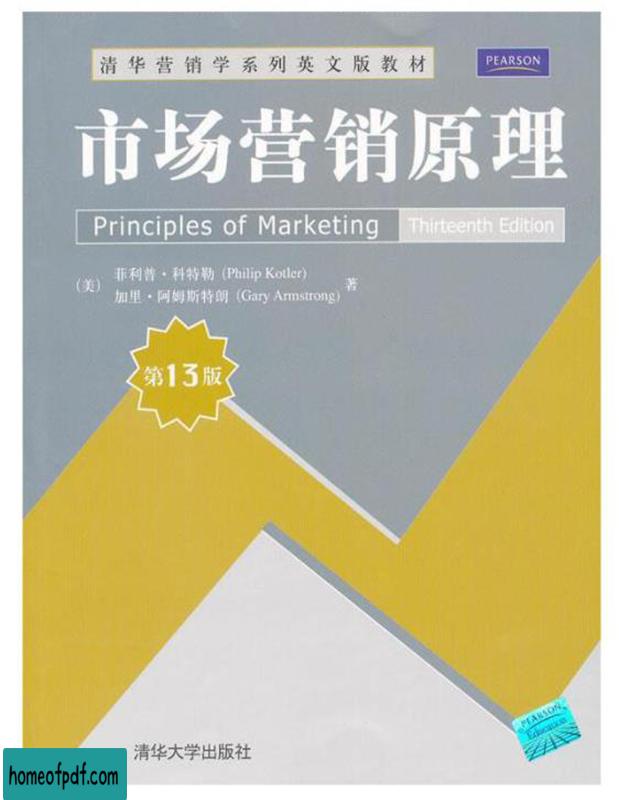 清华营销学系列英文版教材
PEARSON
市场营销原理
Principles of Marketing Thirteenth Edition
(美) 菲利普·科特勒 (Philip Kotler)
加里·阿姆斯特朗 (Gary Armstrong) 著
第13版
PEARSON
Education
清华大学出版社
homeofpdf.com